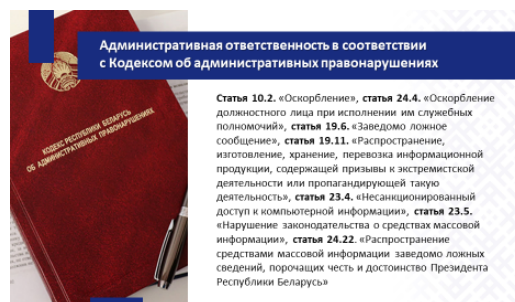 Административная ответственность в соответствии
с Кодексом об административных правонарушениях
КОДЕКС РЕСПУБЛИКИ БЕЛАРУСЬ
ОБ АДМИНИСТРАТИВНЫХ ПРАВОНАРУШЕНИЯХ
Статья 10.2. «Оскорбление», статья 24.4. «Оскорбление
должностного лица при исполнении им служебных
полномочий», статья 19.6. «Заведомо ложное
сообщение», статья 19.11. «Распространение,
изготовление, хранение, перевозка информационной
продукции, содержащей призывы к экстремистской
деятельности или пропагандирующей такую
деятельность», статья 23.4. «Несанкционированный
доступ к компьютерной информации», статья 23.5.
«Нарушение законодательства о средствах массовой
информации», статья 24.22. «Распространение
средствами массовой информации заведомо ложных
сведений, порочащих честь и достоинство Президента
Республики Беларусь»